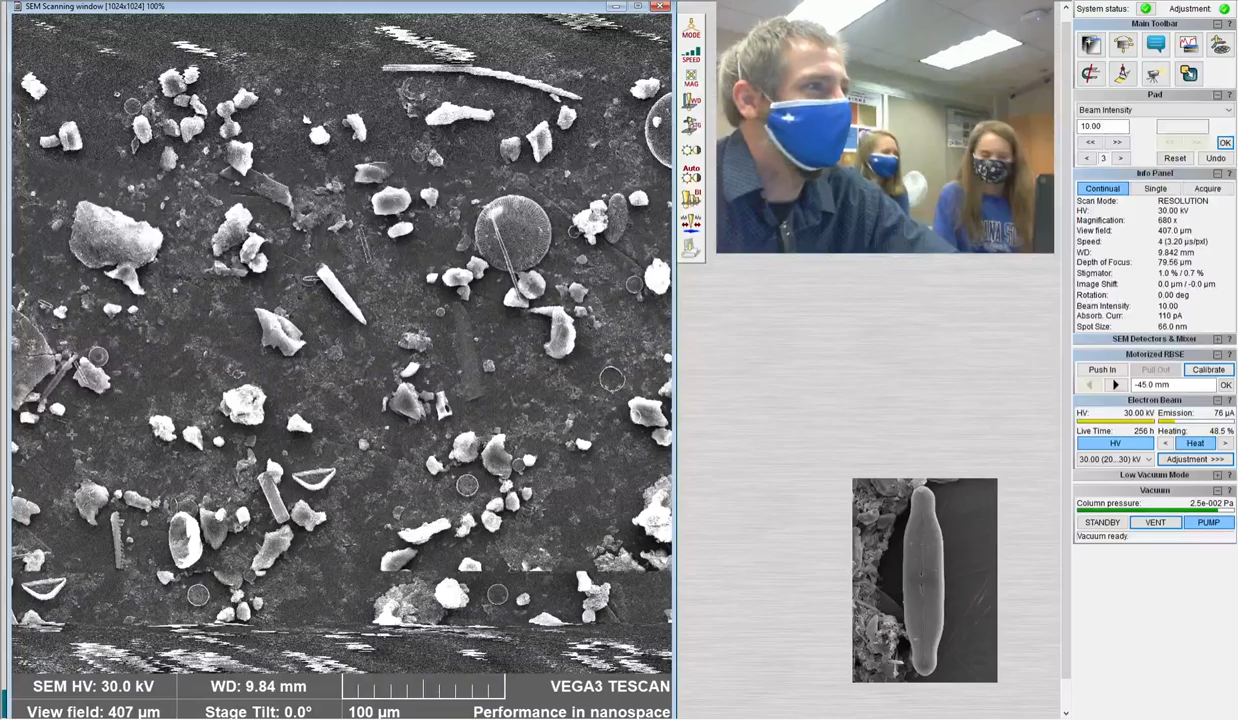 SEM Scanning window [1024x1024] 100%
MODE
SPEED
MAG
WD
STG
Auto
BI
SEM HV: 30.0 kV
WD: 9.84 mm
VEGA3 TESCAN
View field: 407 µm
Stage Tilt: 0.0°
100 µm
Performance in nanospace
System status:
Adjustment:
Main Toolbar
Pad
Beam Intensity
10.00
<< >>
OK
< 3 >
Reset
Undo
Info Panel
Continual
Single
Acquire
Scan Mode: RESOLUTION
HV: 30.00 kV
Magnification: 680 x
View field: 407.0 µm
Speed: 4 (3.20 µs/pxl)
WD: 9.842 mm
Depth of Focus: 79.56 µm
Stigmator: 1.0 % / 0.7 %
Image Shift: 0.0 µm / -0.0 µm
Rotation: 0.00 deg
Beam Intensity: 10.00
Absorb. Curr: 110 pA
Spot Size: 66.0 nm
SEM Detectors & Mixer
Motorized RBSE
Push In
Pull Out
Calibrate
-45.0 mm
OK
Electron Beam
HV: 30.00 kV
Emission: 76 µA
Live Time: 256 h
Heating: 48.5 %
HV
< Heat >
30.00 (20...30) kV
Adjustment >>>
Low Vacuum Mode
Vacuum
Column pressure: 2.5e-002 Pa
STANDBY
VENT
PUMP
Vacuum ready.